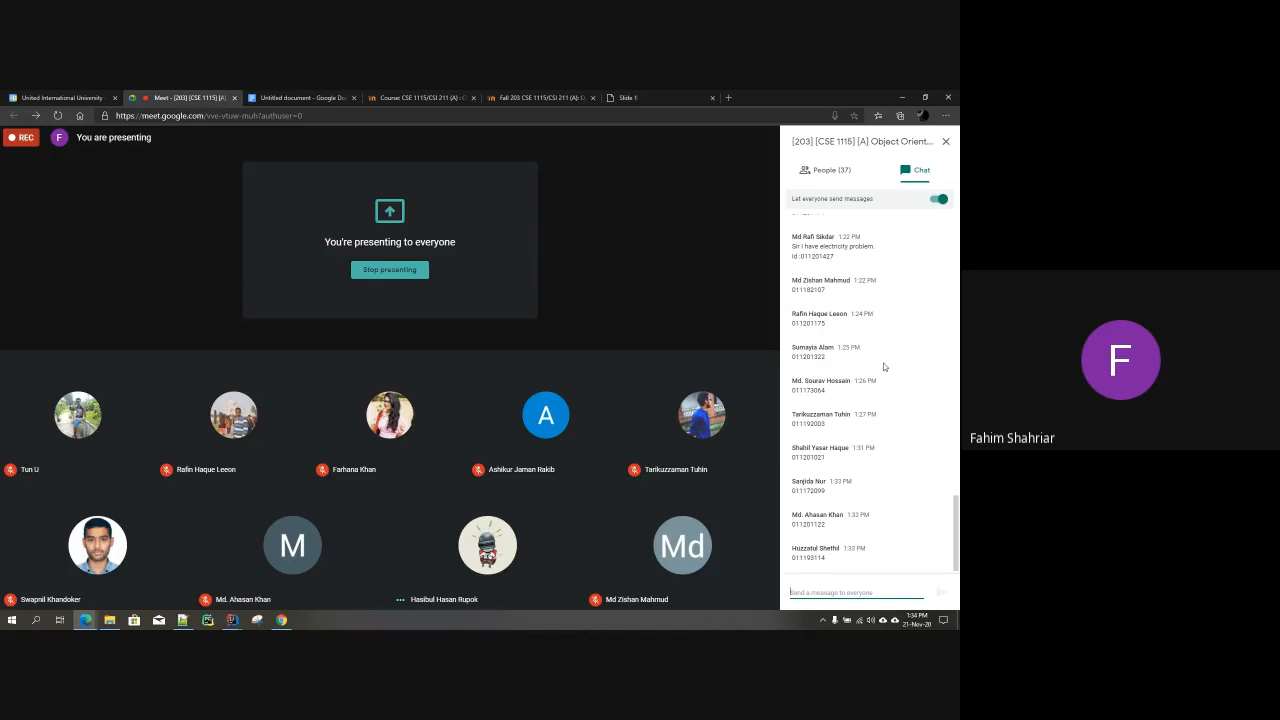 United International University
Meet - [203] [CSE 1115] [A]
Untitled document - Google Do
Course: CSE 1115/CSI 211 (A)
Fall 203 CSE 1115/CSI 211 (A):
Slide 1
https://meet.google.com/vve-vtuw-muh?authuser=0
REC
F
You are presenting
[203] [CSE 1115] [A] Object Orient...
People (37)
Chat
Let everyone send messages
You're presenting to everyone
Stop presenting
Md Rafi Sikdar 1:22 PM
Sir I have electricity problem.
Id :011201427
Md Zishan Mahmud 1:22 PM
011182107
Rafin Haque Leeon 1:24 PM
011201175
Sumayia Alam 1:25 PM
011201322
Md. Sourav Hossain 1:26 PM
011173064
Tarikuzzaman Tuhin 1:27 PM
011192003
Shahil Yasar Haque 1:31 PM
011201021
Sanjida Nur 1:33 PM
011172099
Md. Ahasan Khan 1:33 PM
011201122
Huzzatul Shethil 1:33 PM
011193114
Send a message to everyone
A
Tun U
Rafin Haque Leeon
Farhana Khan
Ashikur Jaman Rakib
Tarikuzzaman Tuhin
M
Md
Swapnil Khandoker
Md. Ahasan Khan
Hasibul Hasan Rupok
Md Zishan Mahmud
1:34 PM
21-Nov-20
F
Fahim Shahriar